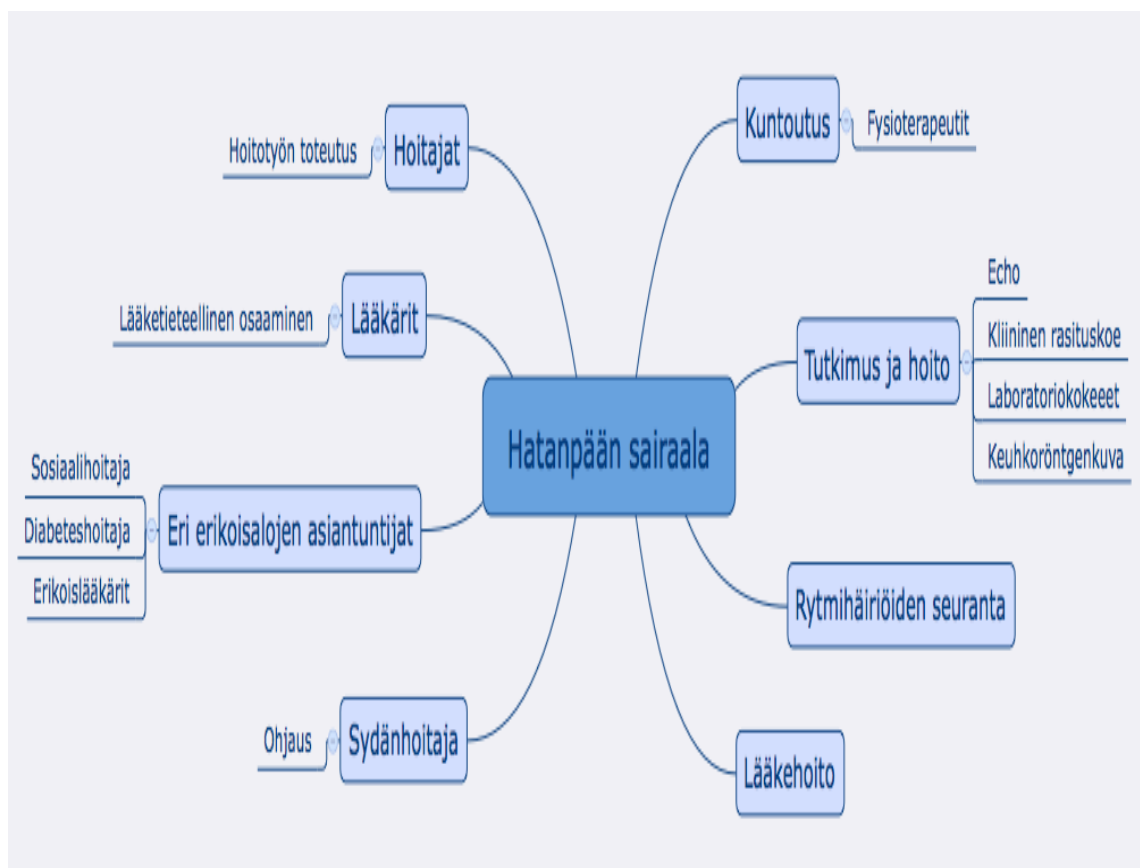 Hatanpään sairaala
Hoitajat
Hoitotyön toteutus
Lääkärit
Lääketieteellinen osaaminen
Eri erikoisalojen asiantuntijat
Sosiaalihoitaja
Diabeteshoitaja
Erikoislääkärit
Sydänhoitaja
Ohjaus
Kuntoutus
Fysioterapeutit
Tutkimus ja hoito
Echo
Kliininen rasituskoe
Laboratoriokokeeet
Keuhkoröntgenkuva
Rytmihäiriöiden seuranta
Lääkehoito